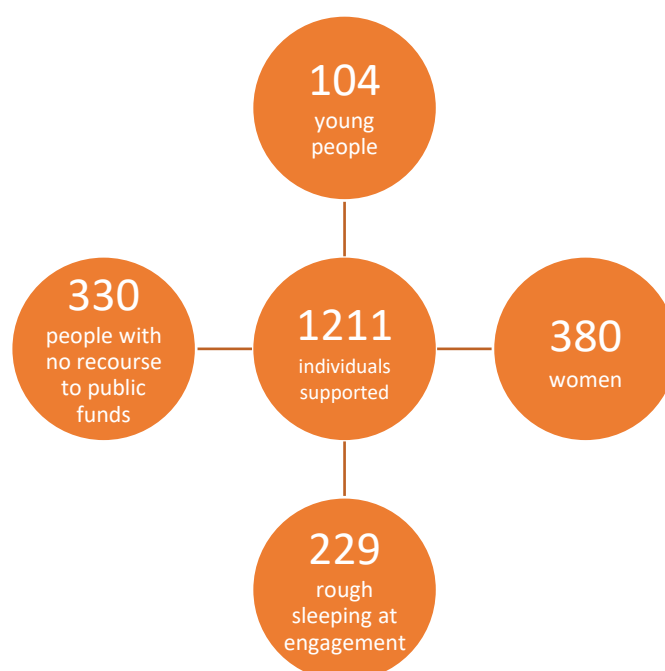 104
young
people
330
people with
no recourse
to public
funds
1211
individuals
supported
380
women
229
rough
sleeping at
engagement